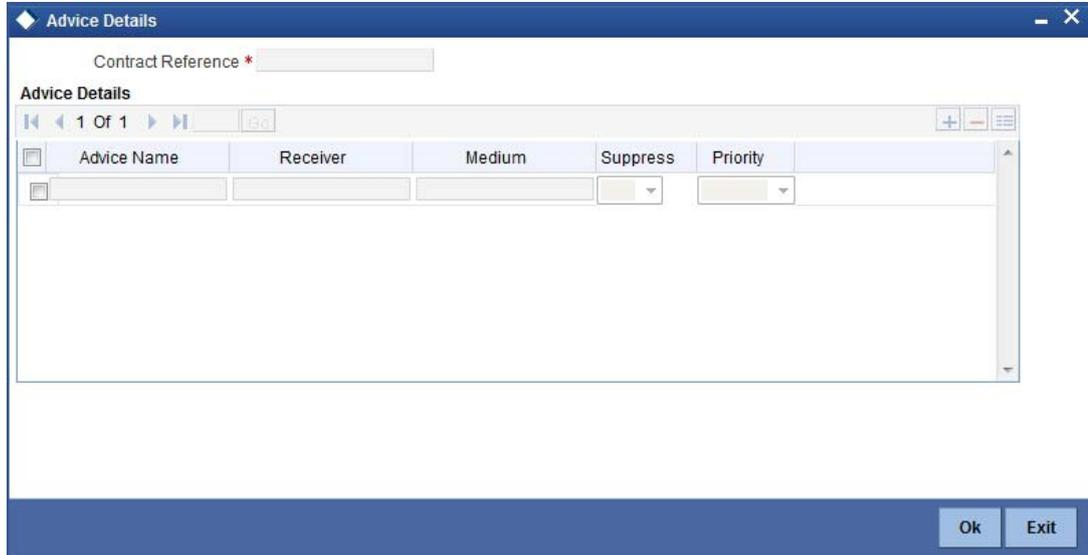 Advice Details
Contract Reference *
Advice Details
1 Of 1 Go
Advice Name Receiver Medium Suppress Priority
Ok Exit